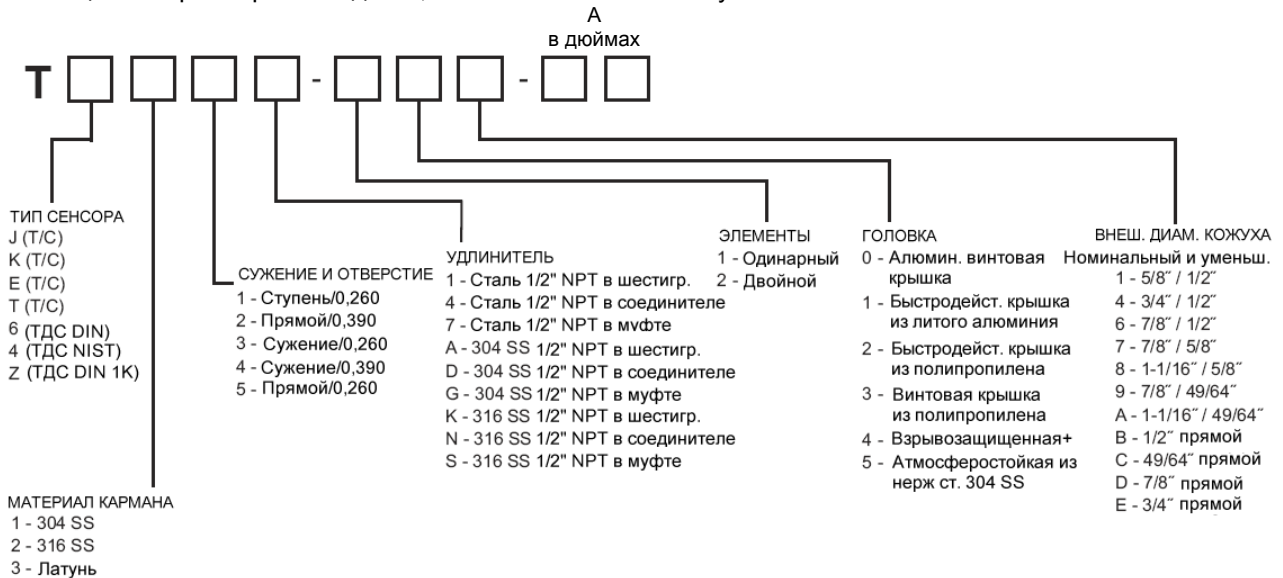 А
в дюймах
Т - -
ТИП СЕНСОРА
J (T/C)
K (T/C)
E (T/C)
T (T/C)
6 (ТДС DIN)
4 (ТДС NIST)
Z (ТДС DIN 1K)
МАТЕРИАЛ КАРМАНА
1 - 304 SS
2 - 316 SS
3 - Латунь
СУЖЕНИЕ И ОТВЕРСТИЕ
1 - Ступень/0,260
2 - Прямой/0,390
3 - Сужение/0,260
4 - Сужение/0,390
5 - Прямой/0,260
УДЛИНИТЕЛЬ
1 - Сталь 1/2" NPT в шестигр.
4 - Сталь 1/2" NPT в соединителе
7 - Сталь 1/2" NPT в муфте
A - 304 SS 1/2" NPT в шестигр.
D - 304 SS 1/2" NPT в соединителе
G - 304 SS 1/2" NPT в муфте
K - 316 SS 1/2" NPT в шестигр.
N - 316 SS 1/2" NPT в соединителе
S - 316 SS 1/2" NPT в муфте
ЭЛЕМЕНТЫ
1 - Одинарный
2 - Двойной
ГОЛОВКА
0 - Алюмин. винтовая
крышка
1 - Быстродейст. крышка
из литого алюминия
2 - Быстродейст. крышка
из полипропилена
3 - Винтовая крышка
из полипропилена
4 - Взрывозащищенная+
5 - Атмосферостойкая из
нерж ст. 304 SS
ВНЕШ. ДИАМ. КОЖУХА
Номинальный и уменьш.
1 - 5/8˝ / 1/2˝
4 - 3/4˝ / 1/2˝
6 - 7/8˝ / 1/2˝
7 - 7/8˝ / 5/8˝
8 - 1-1/16˝ / 5/8˝
9 - 7/8˝ / 49/64˝
A - 1-1/16˝ / 49/64˝
B - 1/2˝ прямой
C - 49/64˝ прямой
D - 7/8˝ прямой
E - 3/4˝ прямой